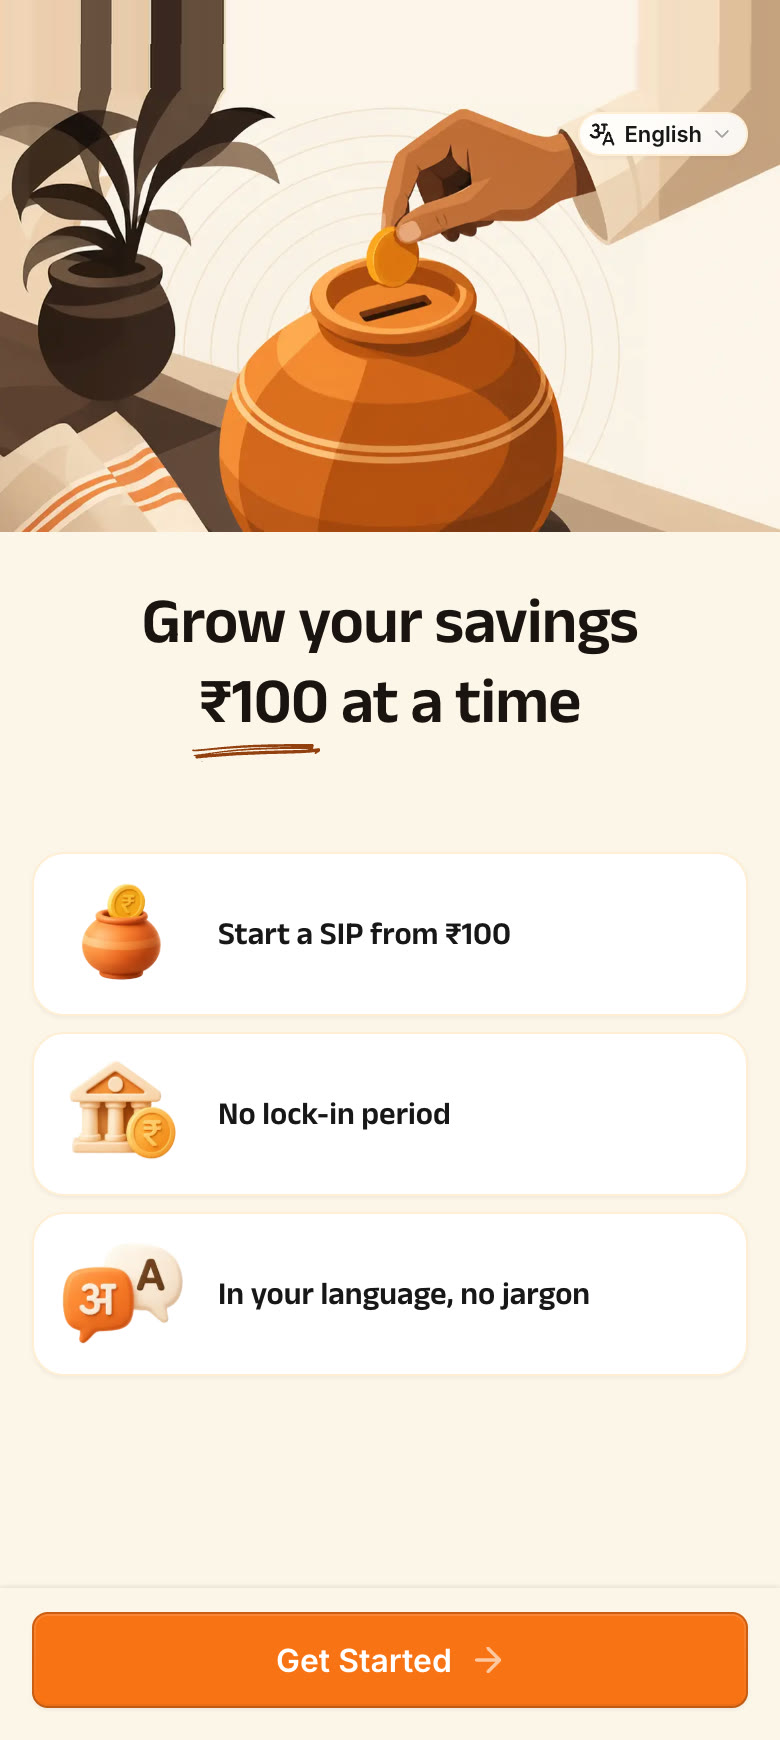 अA English
Grow your savings
₹100 at a time
₹
Start a SIP from ₹100
₹
No lock-in period
अ A
In your language, no jargon
Get Started